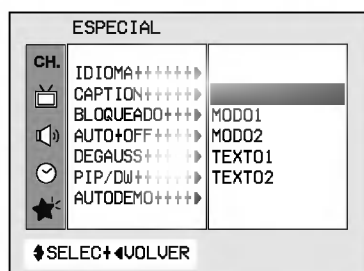 ESPECIAL
CH.
IDIOMA
CAPTION
BLOQUEADO MODO1
AUTO+OFF MODO2
DEGAUSS TEXTO1
PIP/DW TEXTO2
AUTODEMO
SELEC+ VOLVER